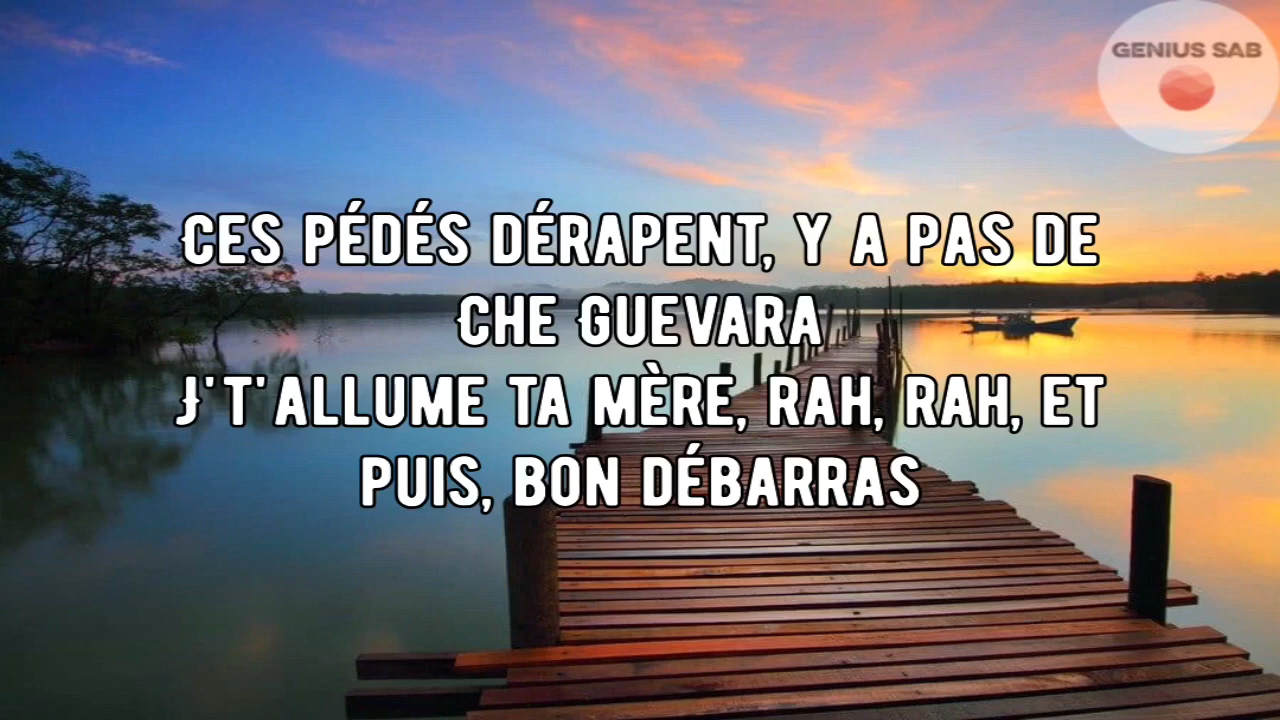 GENIUS SAB
CES PÉDÉS DÉRAPENT, Y A PAS DE
CHE GUEVARA
J'T'ALLUME TA MÈRE, RAH, RAH, ET
PUIS, BON DÉBARRAS